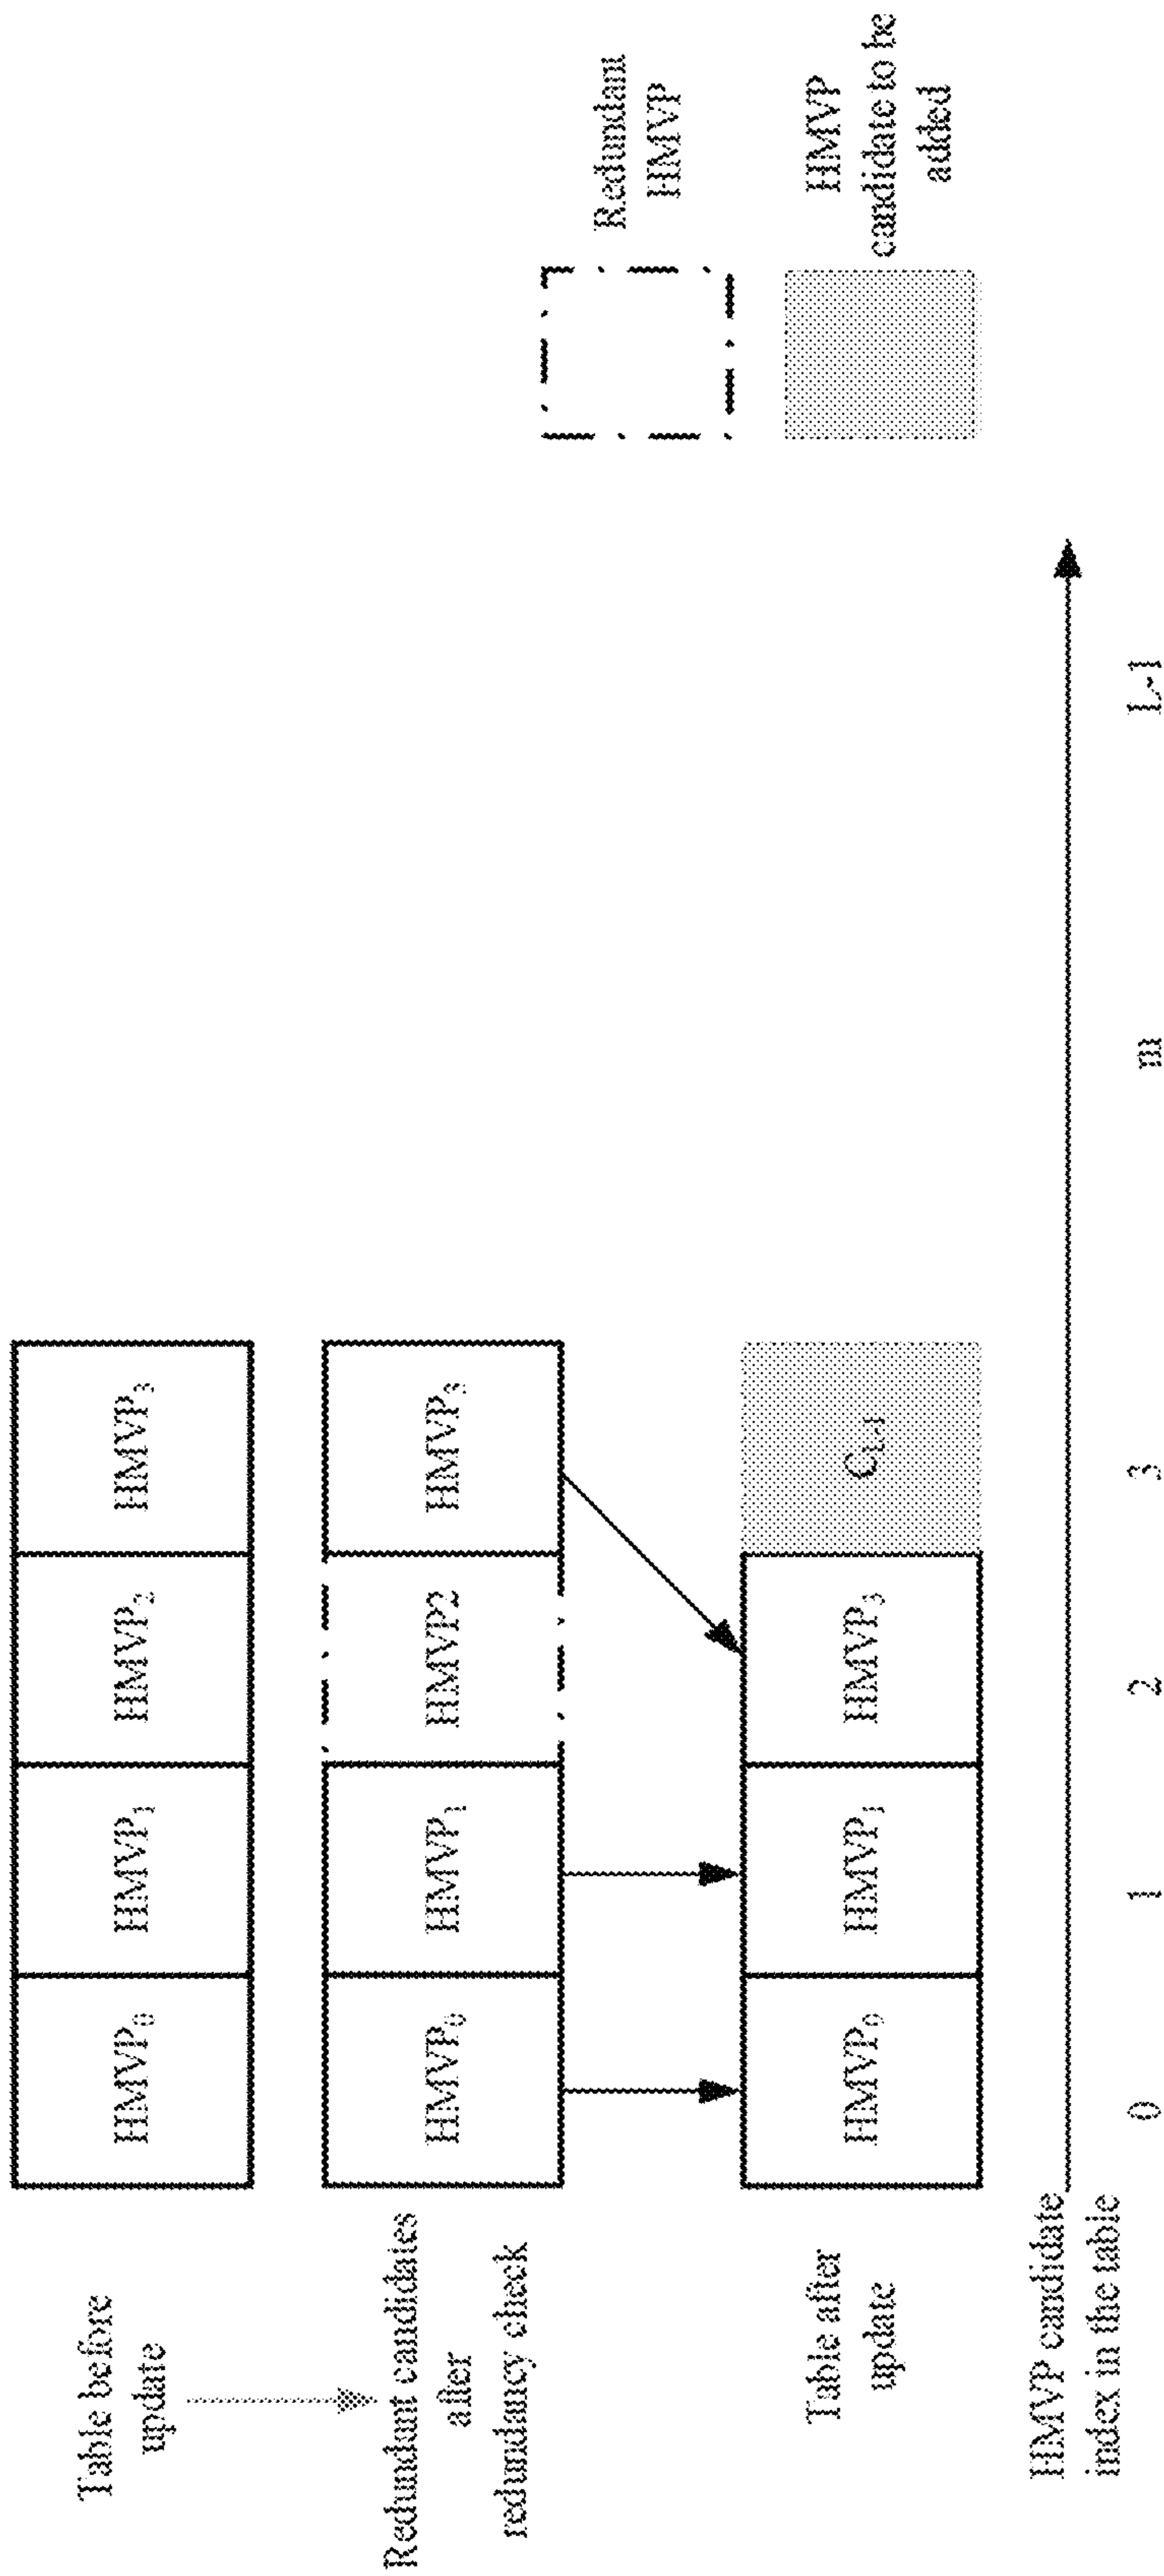 Table before
update
HMVP₀
HMVP₁
HMVP₂
HMVP₃
Redundant candidates
after
redundancy check
HMVP₀
HMVP₁
HMVP2
HMVP₃
Table after
update
HMVP₀
HMVP₁
HMVP₃
C_L-1
HMVP candidate
index in the table
0
1
2
3
m
L-1
Redundant
HMVP
HMVP
candidate to be
added